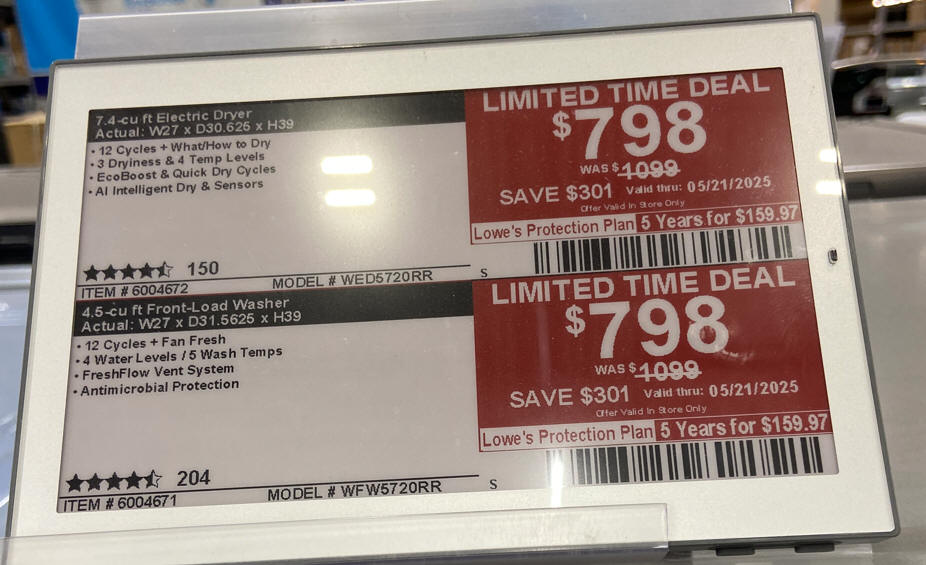 7.4-cu ft Electric Dryer
Actual: W27 x D30.625 x H39
• 12 Cycles + What/How to Dry
• 3 Dryiness & 4 Temp Levels
• EcoBoost & Quick Dry Cycles
• AI Intelligent Dry & Sensors
150
ITEM # 6004672
MODEL # WED5720RR
S
LIMITED TIME DEAL
$798
WAS $1099
SAVE $301 Valid thru: 05/21/2025
Offer Valid In Store Only
Lowe's Protection Plan 5 Years for $159.97
4.5-cu ft Front-Load Washer
Actual: W27 x D31.5625 x H39
• 12 Cycles + Fan Fresh
• 4 Water Levels / 5 Wash Temps
• FreshFlow Vent System
• Antimicrobial Protection
204
ITEM # 6004671
MODEL # WFW5720RR
S
LIMITED TIME DEAL
$798
WAS $1099
SAVE $301 Valid thru: 05/21/2025
Offer Valid In Store Only
Lowe's Protection Plan 5 Years for $159.97